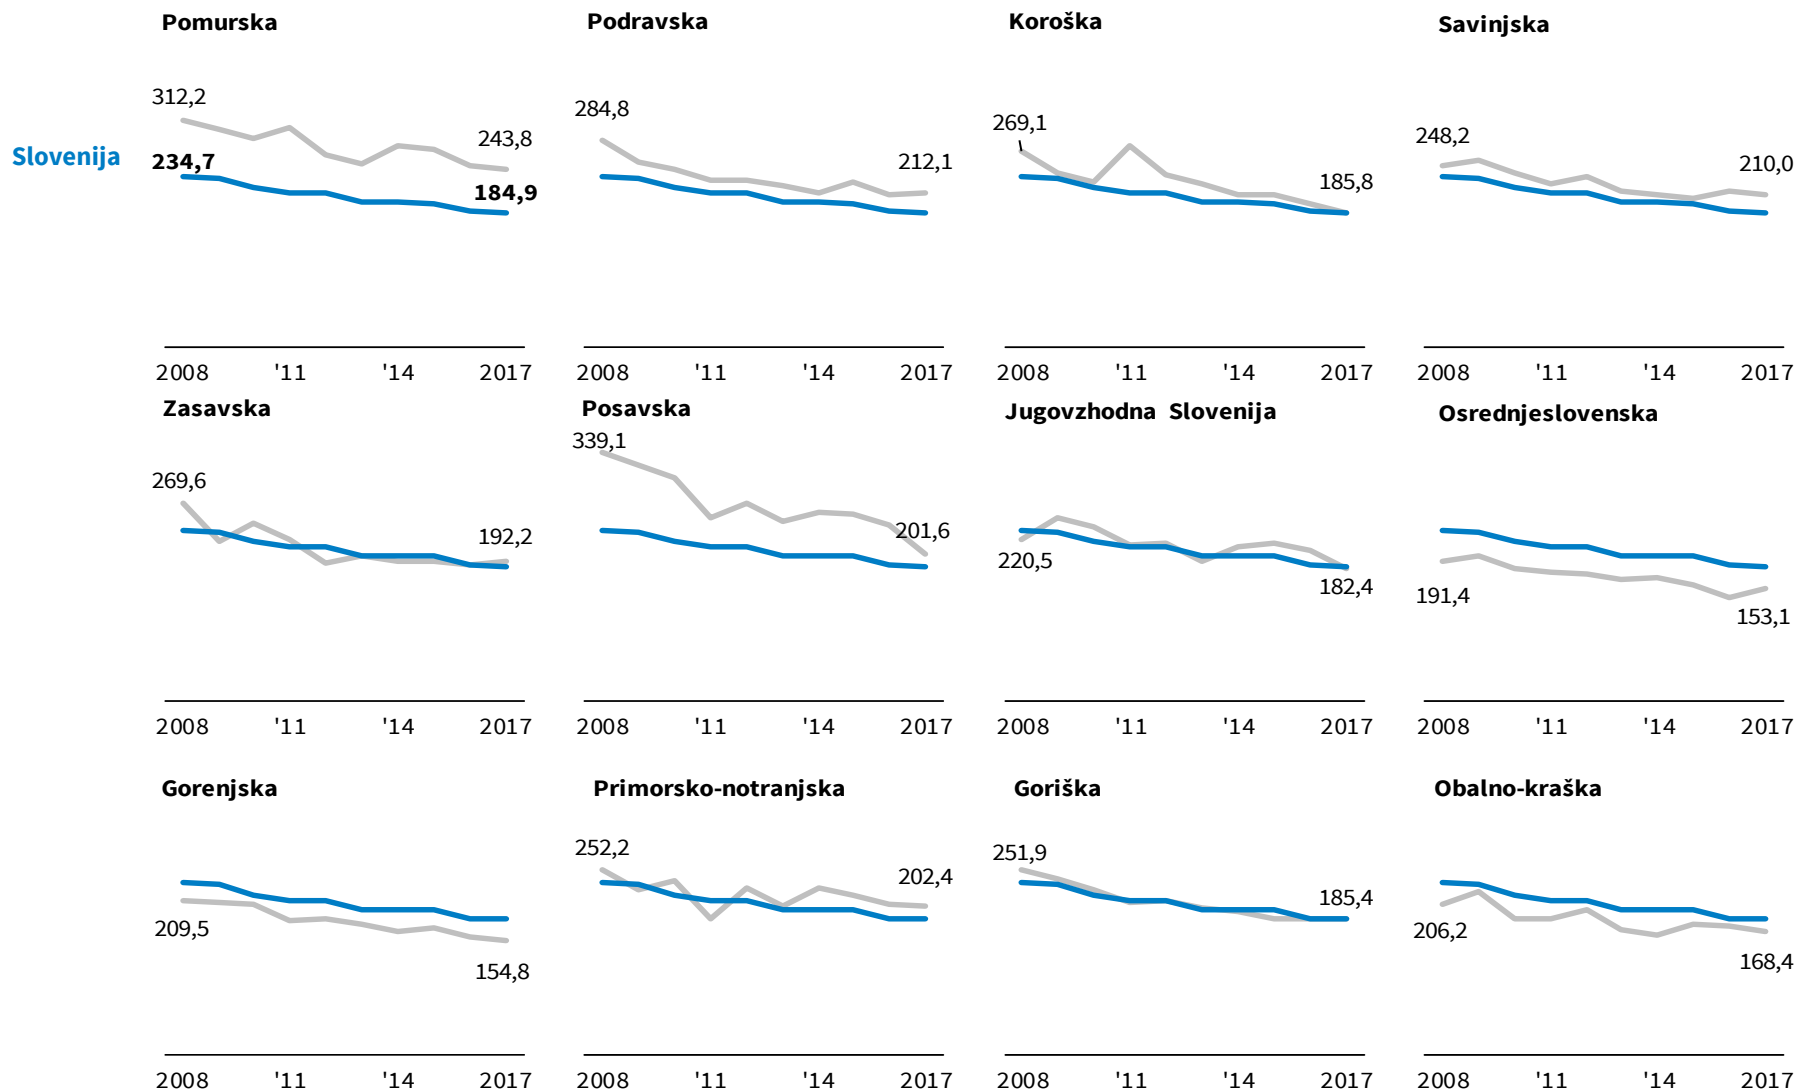 Pomurska
Podravska
Koroška
Savinjska
312,2
243,8
284,8
212,1
269,1
185,8
248,2
210,0
Slovenija
234,7
184,9
2008 '11 '14 2017
2008 '11 '14 2017
2008 '11 '14 2017
2008 '11 '14 2017
Zasavska
Posavska
Jugovzhodna Slovenija
Osrednjeslovenska
269,6
192,2
339,1
201,6
220,5
182,4
191,4
153,1
2008 '11 '14 2017
2008 '11 '14 2017
2008 '11 '14 2017
2008 '11 '14 2017
Gorenjska
Primorsko-notranjska
Goriška
Obalno-kraška
209,5
154,8
252,2
202,4
251,9
185,4
206,2
168,4
2008 '11 '14 2017
2008 '11 '14 2017
2008 '11 '14 2017
2008 '11 '14 2017